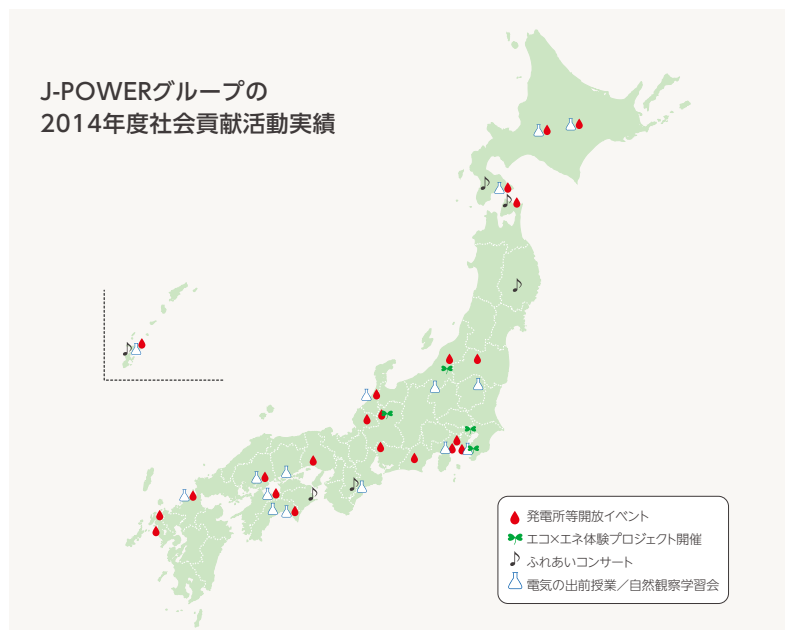 J-POWERグループの
2014年度社会貢献活動実績
発電所等開放イベント
エコ×エネ体験プロジェクト開催
ふれあいコンサート
電気の出前授業／自然観察学習会